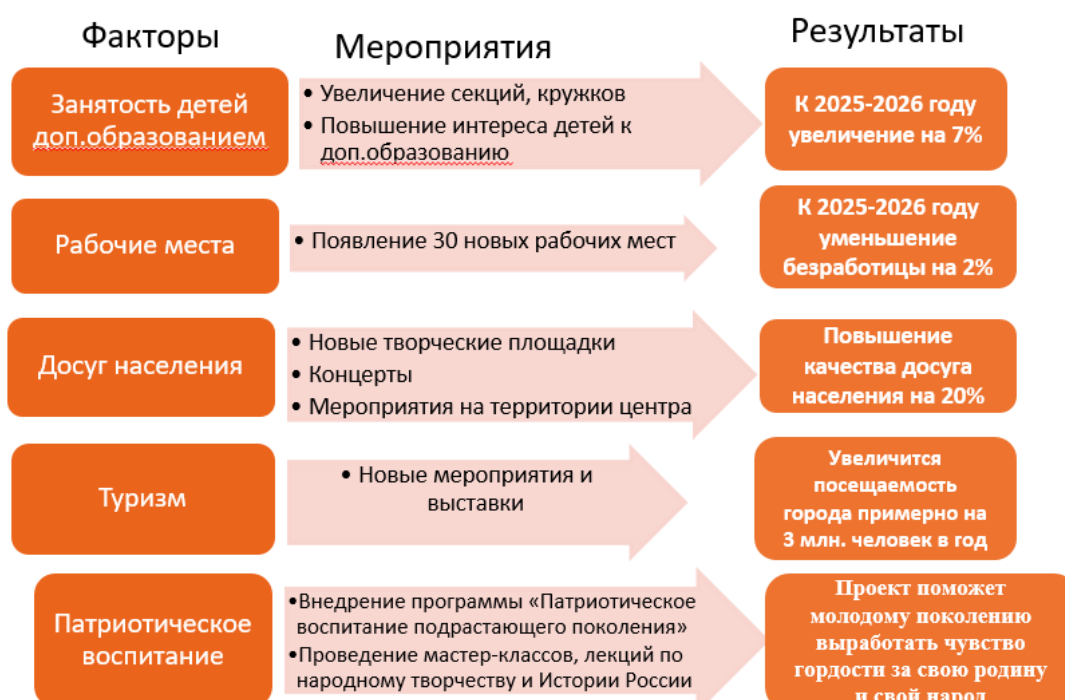 Факторы
Мероприятия
Результаты
Занятость детей
доп.образованием
• Увеличение секций, кружков
• Повышение интереса детей к
доп.образованию
К 2025-2026 году
увеличение на 7%
Рабочие места
• Появление 30 новых рабочих мест
К 2025-2026 году
уменьшение
безработицы на 2%
Досуг населения
• Новые творческие площадки
• Концерты
• Мероприятия на территории центра
Повышение
качества досуга
населения на 20%
Туризм
• Новые мероприятия и
выставки
Увеличится
посещаемость
города примерно на
3 млн. человек в год
Патриотическое
воспитание
•Внедрение программы «Патриотическое
воспитание подрастающего поколения»
•Проведение мастер-классов, лекций по
народному творчеству и Истории России
Проект поможет
молодому поколению
выработать чувство
гордости за свою родину
и свой народ